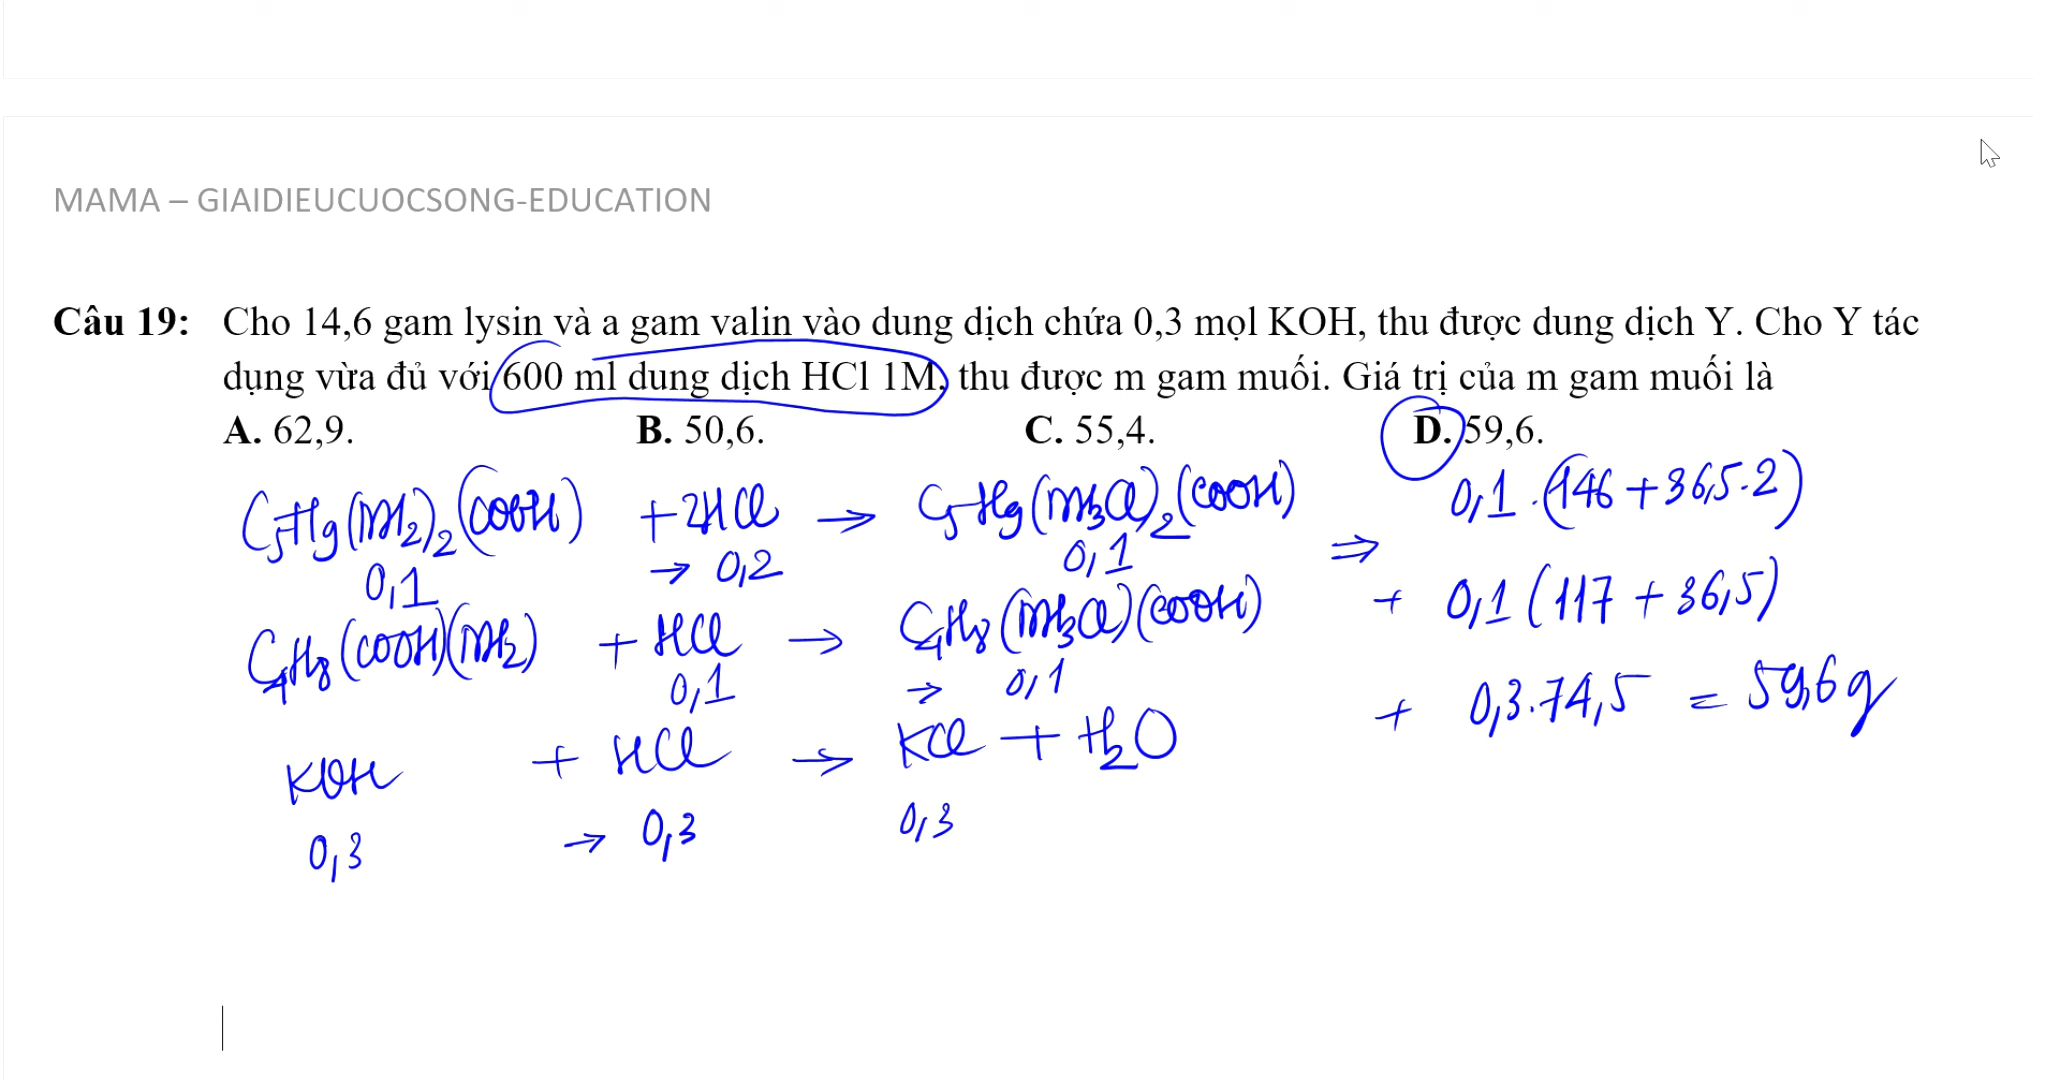 MAMA – GIAIDIEUCUOCSONG-EDUCATION
Câu 19: Cho 14,6 gam lysin và a gam valin vào dung dịch chứa 0,3 mol KOH, thu được dung dịch Y. Cho Y tác
dụng vừa đủ với 600 ml dung dịch HCl 1M, thu được m gam muối. Giá trị của m gam muối là
A. 62,9. B. 50,6. C. 55,4. D. 59,6.
C₅H₉(NH₂)₂(COOH) + 2HCl → C₅H₉(NH₃Cl)₂(COOH) ⇒ 0,1.(146+36,5.2)
0,1 → 0,2 0,1
C₄H₈(COOH)(NH₂) + HCl → C₄H₈(NH₃Cl)(COOH) + 0,1(117+36,5)
0,1 → 0,1
KOH + HCl → KCl + H₂O + 0,3.74,5 = 59,6g
0,3 → 0,3 0,3